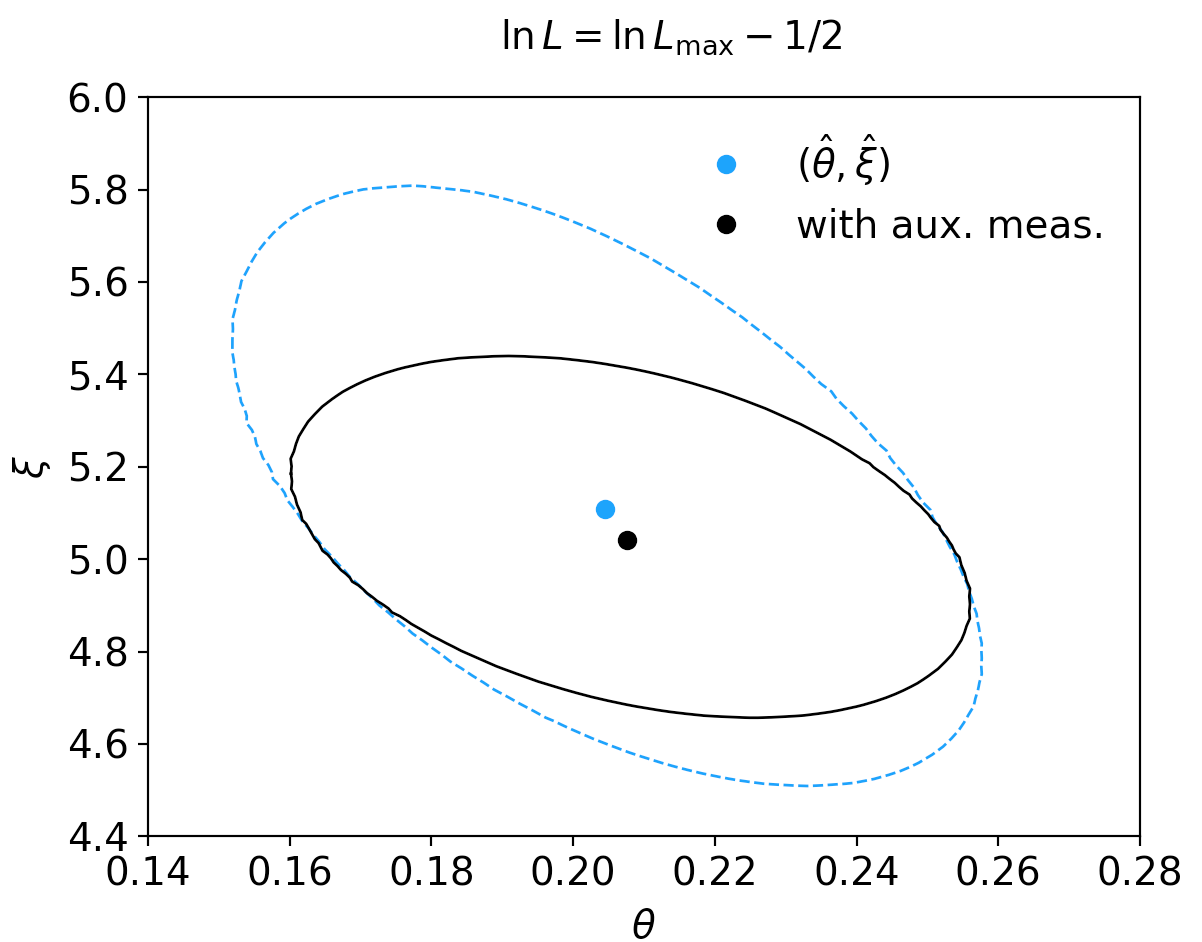 ln L = ln Lmax − 1/2
6.0
5.8
5.6
5.4
5.2
5.0
4.8
4.6
4.4
ξ
(θ̂, ξ̂)
with aux. meas.
0.14 0.16 0.18 0.20 0.22 0.24 0.26 0.28
θ